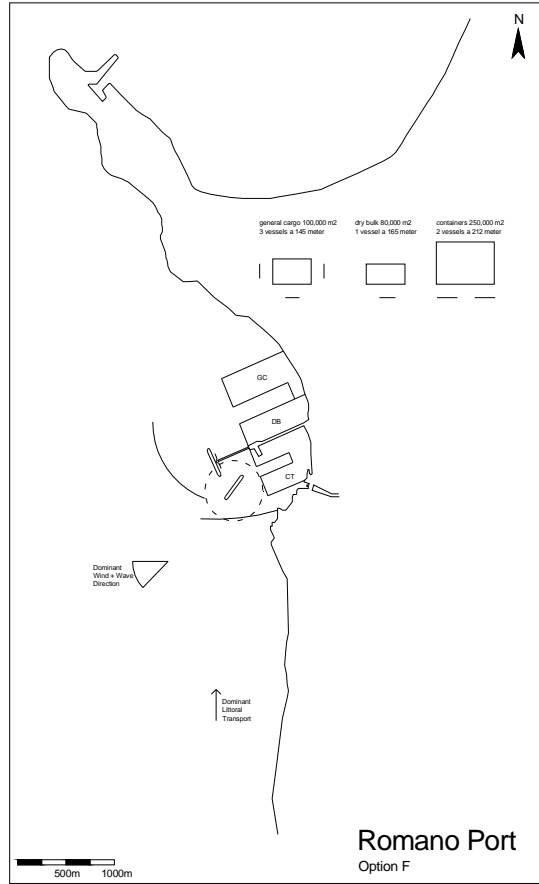 N
general cargo 100,000 m2
3 vessels a 145 meter
dry bulk 80,000 m2
1 vessel a 165 meter
containers 250,000 m2
2 vessels a 212 meter
GC
DB
CT
Dominant
Wind + Wave
Direction
Dominant
Littoral
Transport
500m 1000m
Romano Port
Option F